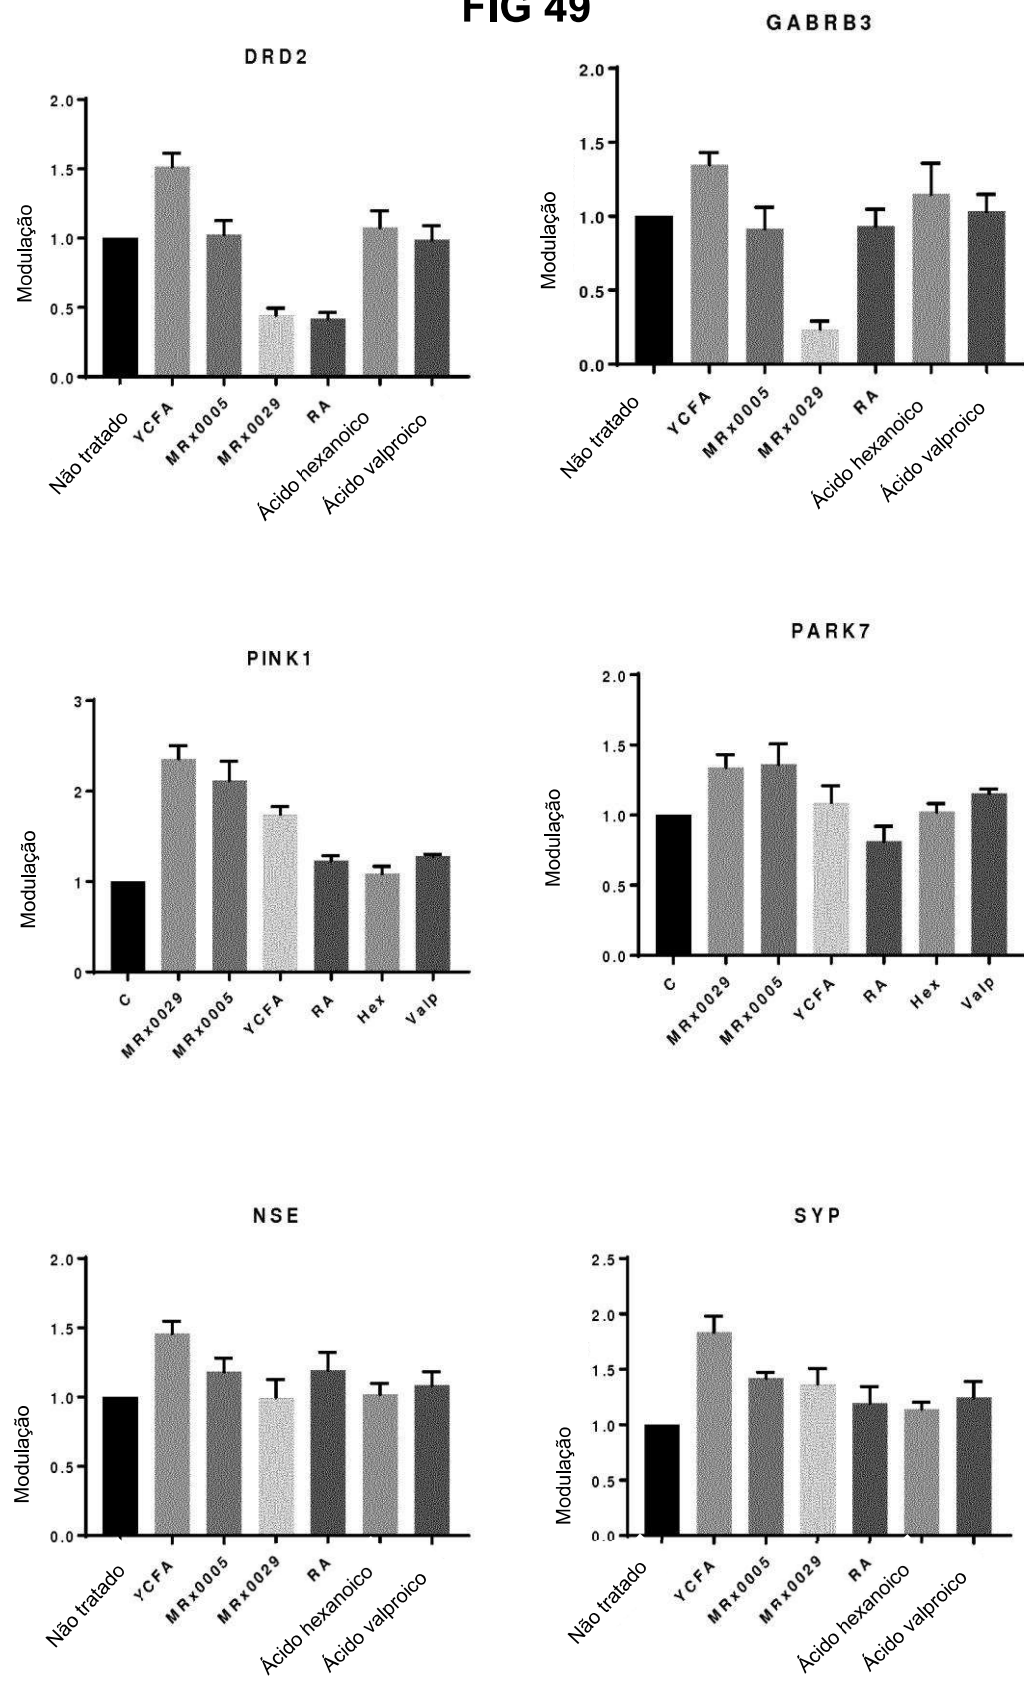 FIG 49
DRD2
2.0
1.5
1.0
0.5
0.0
Modulação
Não tratado
YCFA
MRx0005
MRx0029
RA
Ácido hexanoico
Ácido valproico
GABRB3
2.0
1.5
1.0
0.5
0.0
Modulação
Não tratado
YCFA
MRx0005
MRx0029
RA
Ácido hexanoico
Ácido valproico
PINK1
3
2
1
0
Modulação
C
MRx0029
MRx0005
YCFA
RA
Hex
Valp
PARK7
2.0
1.5
1.0
0.5
0.0
Modulação
C
MRx0029
MRx0005
YCFA
RA
Hex
Valp
NSE
2.0
1.5
1.0
0.5
0.0
Modulação
Não tratado
YCFA
MRx0005
MRx0029
RA
Ácido hexanoico
Ácido valproico
SYP
2.5
2.0
1.5
1.0
0.5
0.0
Modulação
Não tratado
YCFA
MRx0005
MRx0029
RA
Ácido hexanoico
Ácido valproico